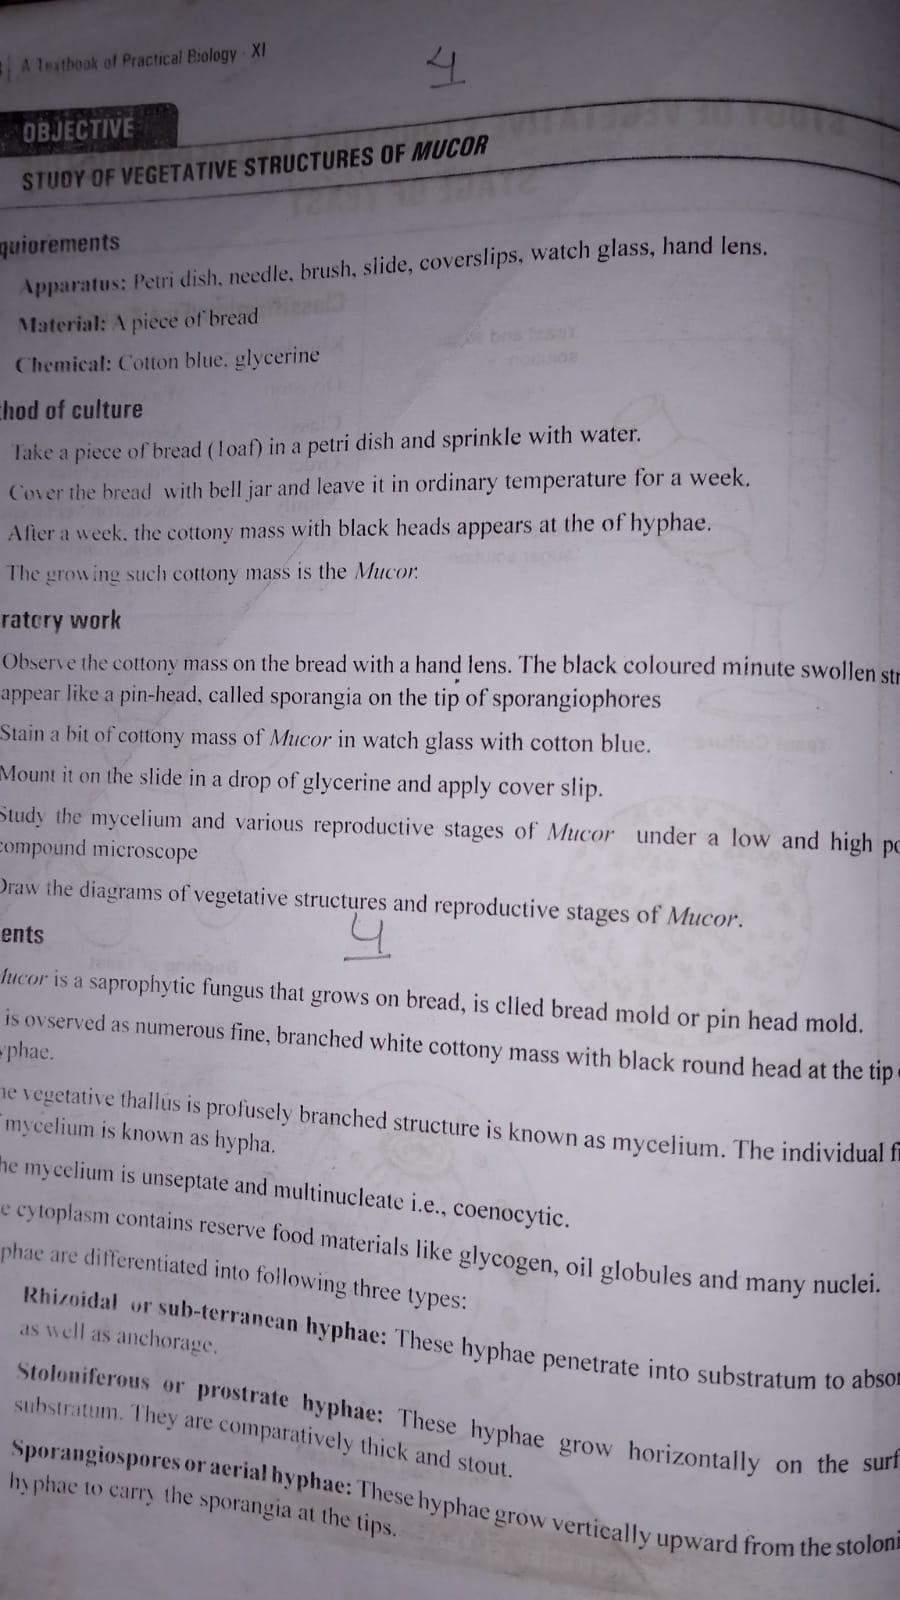 A Textbook of Practical Biology - XI
4
OBJECTIVE
STUDY OF VEGETATIVE STRUCTURES OF MUCOR
quiorements
Apparatus: Petri dish, needle, brush, slide, coverslips, watch glass, hand lens.
Material: A piece of bread
Chemical: Cotton blue, glycerine
hod of culture
Take a piece of bread (loaf) in a petri dish and sprinkle with water.
Cover the bread with bell jar and leave it in ordinary temperature for a week.
After a week, the cottony mass with black heads appears at the of hyphae.
The growing such cottony mass is the Mucor.
ratory work
Observe the cottony mass on the bread with a hand lens. The black coloured minute swollen str
appear like a pin-head, called sporangia on the tip of sporangiophores
Stain a bit of cottony mass of Mucor in watch glass with cotton blue.
Mount it on the slide in a drop of glycerine and apply cover slip.
Study the mycelium and various reproductive stages of Mucor under a low and high po
compound microscope
Draw the diagrams of vegetative structures and reproductive stages of Mucor.
4
ents
Mucor is a saprophytic fungus that grows on bread, is clled bread mold or pin head mold.
is ovserved as numerous fine, branched white cottony mass with black round head at the tip
yphae.
he vegetative thallus is profusely branched structure is known as mycelium. The individual fi
mycelium is known as hypha.
he mycelium is unseptate and multinucleate i.e., coenocytic.
e cytoplasm contains reserve food materials like glycogen, oil globules and many nuclei.
phae are differentiated into following three types:
Rhizoidal or sub-terranean hyphae: These hyphae penetrate into substratum to absor
as well as anchorage.
Stoloniferous or prostrate hyphae: These hyphae grow horizontally on the surf
substratum. They are comparatively thick and stout.
Sporangiospores or aerial hyphae: These hyphae grow vertically upward from the stoloni
hyphae to carry the sporangia at the tips.